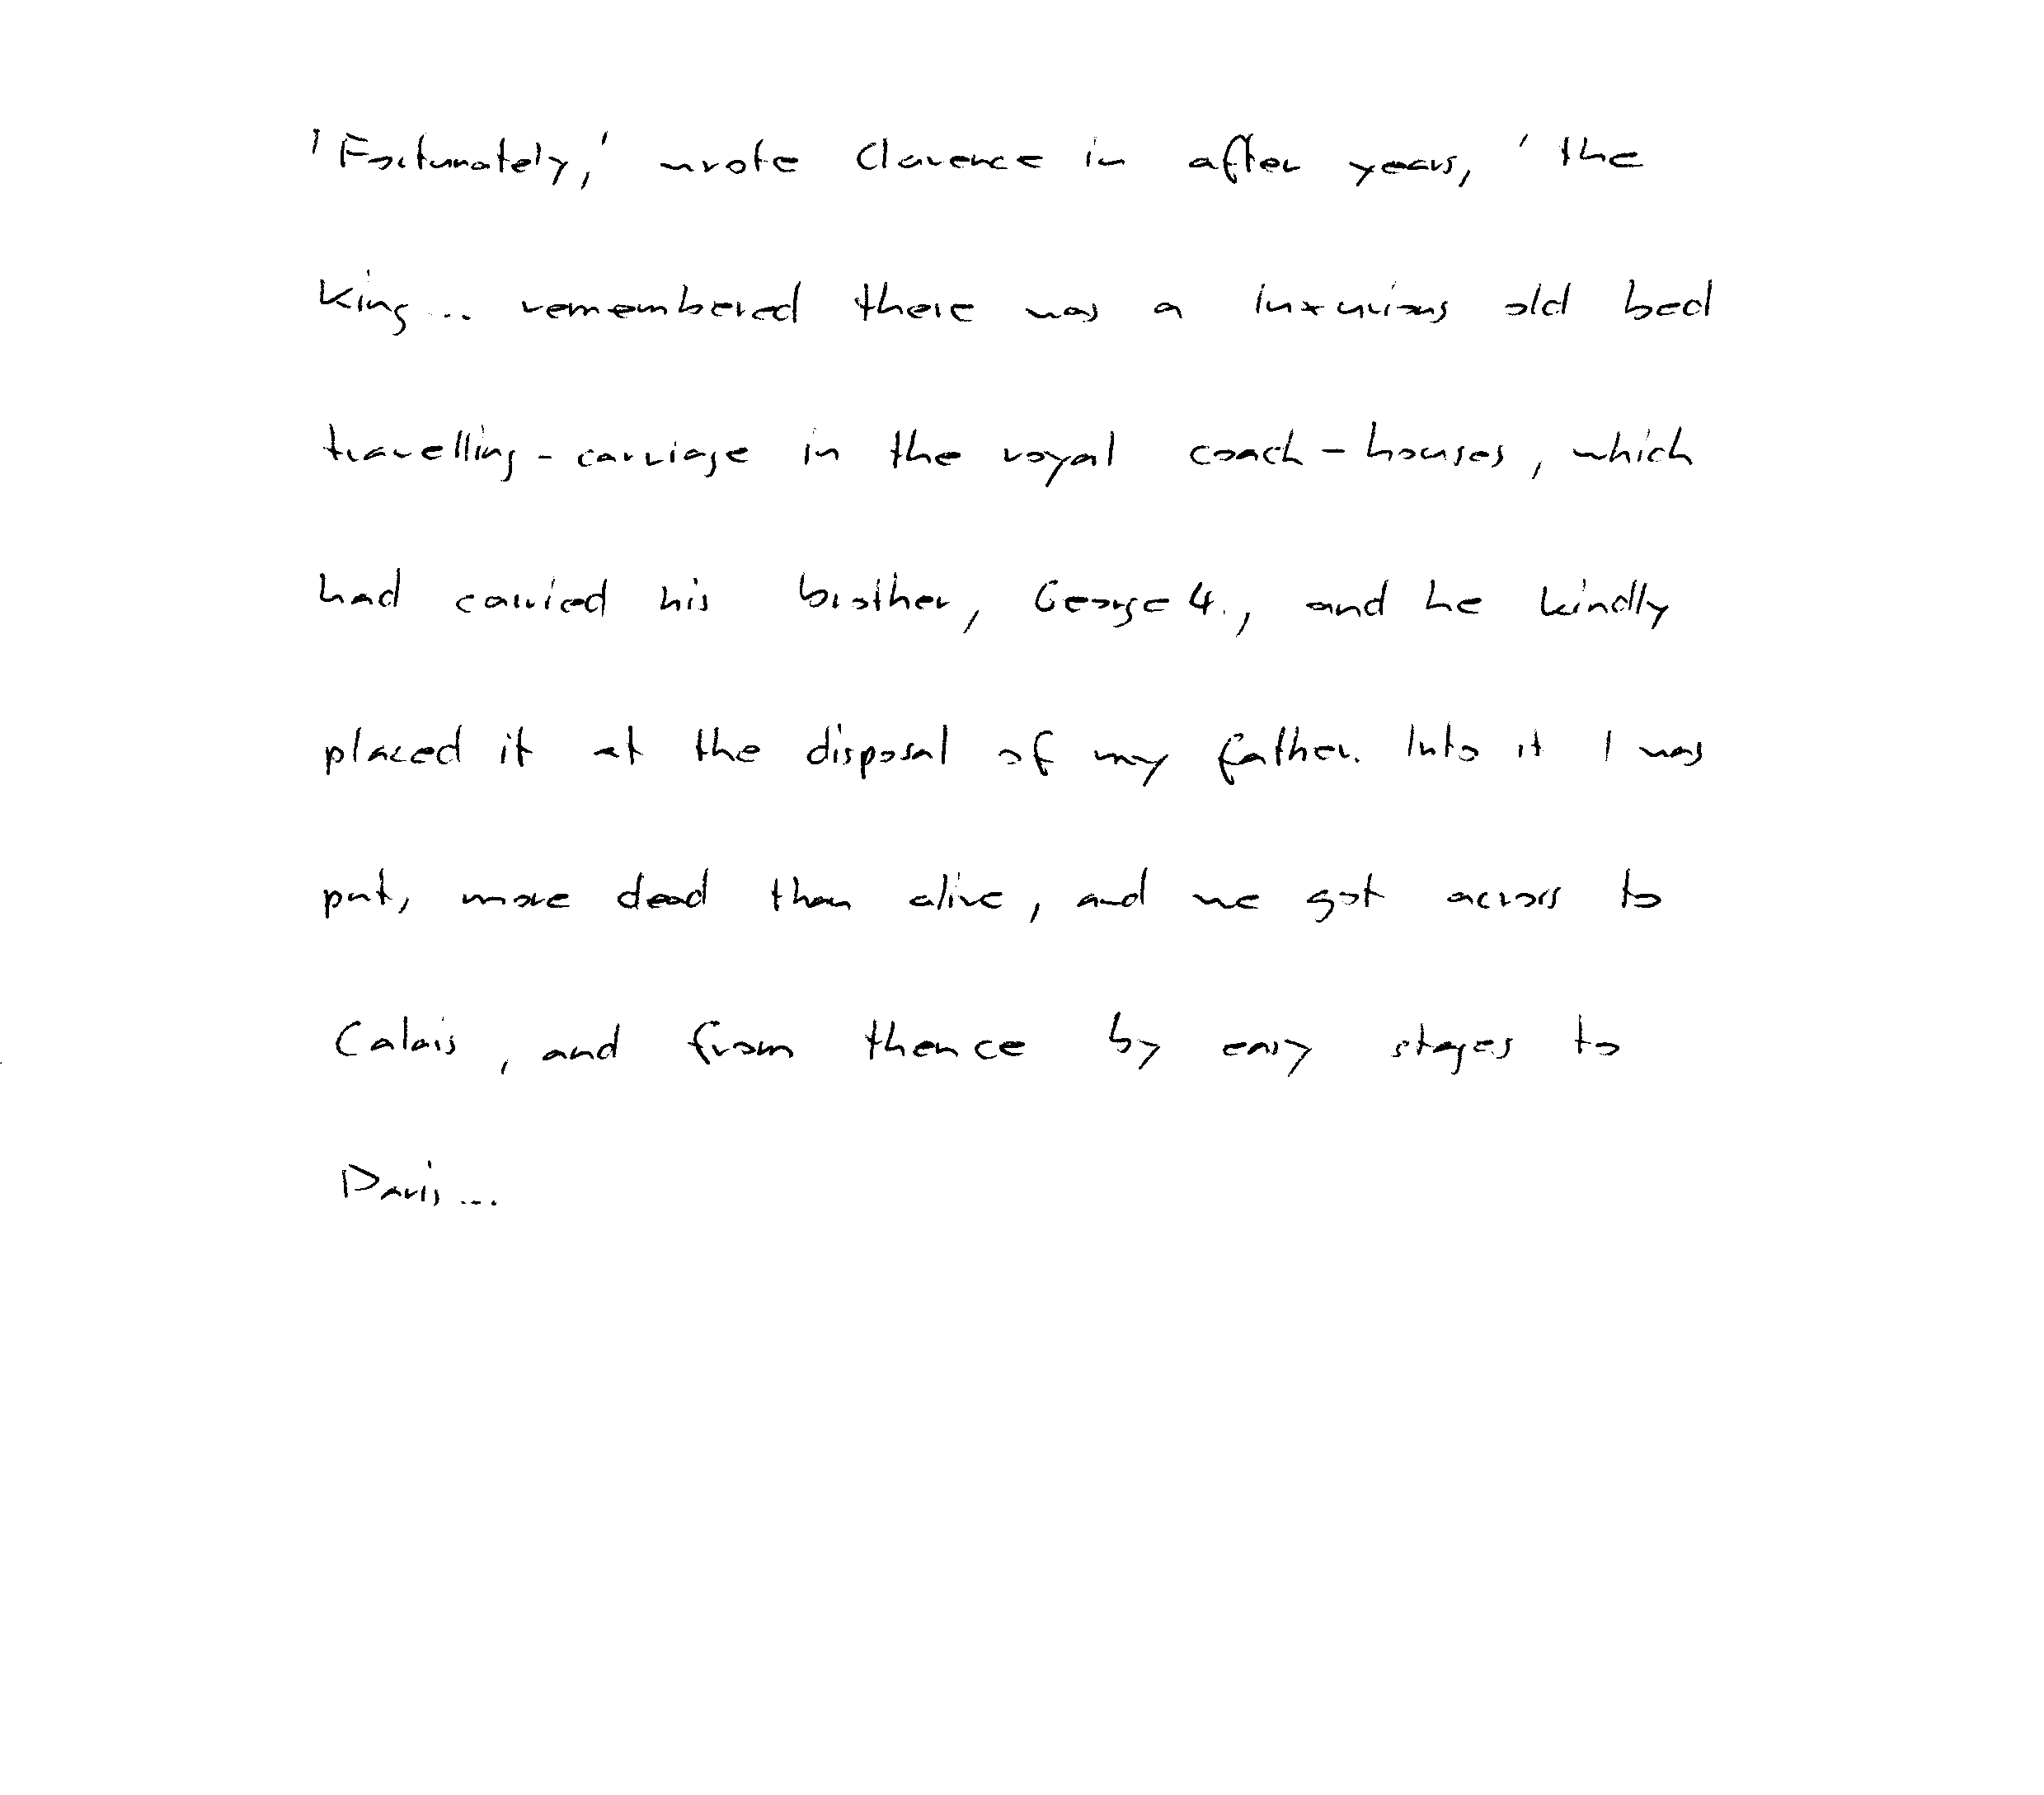 'Fortunately,' wrote Clarence in after years, 'the
King... remembered there was a luxurious old bed
travelling-carriage in the royal coach-houses, which
had carried his brother, George 4., and he kindly
placed it at the disposal of my father. Into it I was
put, more dead than alive, and we got across to
Calais, and from thence by easy stages to
Paris...